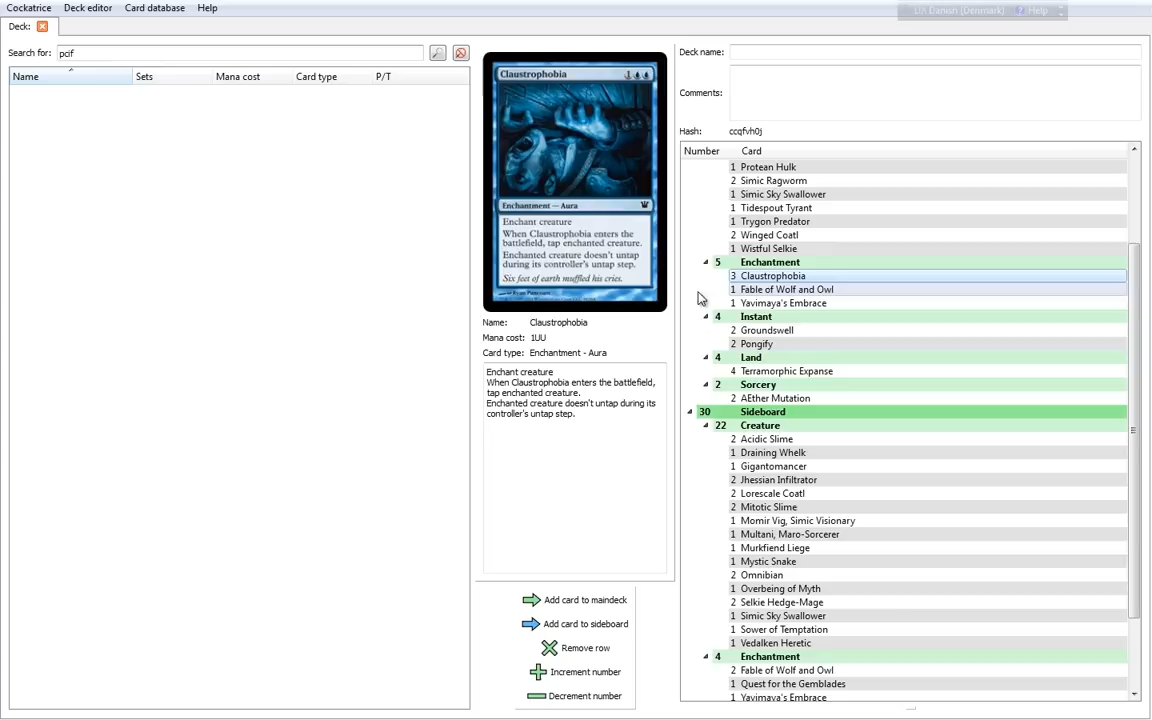 Cockatrice Deck editor Card database Help
DA Danish (Denmark) Help
Deck:
Search for: pcif
Name Sets Mana cost Card type P/T
Claustrophobia 1
Enchantment — Aura
Enchant creature
When Claustrophobia enters the
battlefield, tap enchanted creature.
Enchanted creature doesn't untap
during its controller's untap step.
Six feet of earth muffled his cries.
Name: Claustrophobia
Mana cost: 1UU
Card type: Enchantment - Aura
Enchant creature
When Claustrophobia enters the battlefield,
tap enchanted creature.
Enchanted creature doesn't untap during its
controller's untap step.
Add card to maindeck
Add card to sideboard
Remove row
Increment number
Decrement number
Deck name:
Comments:
Hash: ccqfvh0j
Number Card
1 Protean Hulk
2 Simic Ragworm
1 Simic Sky Swallower
1 Tidespout Tyrant
1 Trygon Predator
2 Winged Coatl
1 Wistful Selkie
5 Enchantment
3 Claustrophobia
1 Fable of Wolf and Owl
1 Yavimaya's Embrace
4 Instant
2 Groundswell
2 Pongify
4 Land
4 Terramorphic Expanse
2 Sorcery
2 AEther Mutation
30 Sideboard
22 Creature
2 Acidic Slime
1 Draining Whelk
1 Gigantomancer
2 Jhessian Infiltrator
2 Lorescale Coatl
2 Mitotic Slime
1 Momir Vig, Simic Visionary
1 Multani, Maro-Sorcerer
1 Murkfiend Liege
1 Mystic Snake
2 Omnibian
1 Overbeing of Myth
2 Selkie Hedge-Mage
1 Simic Sky Swallower
1 Sower of Temptation
1 Vedalken Heretic
4 Enchantment
2 Fable of Wolf and Owl
1 Quest for the Gemblades
1 Yavimaya's Embrace